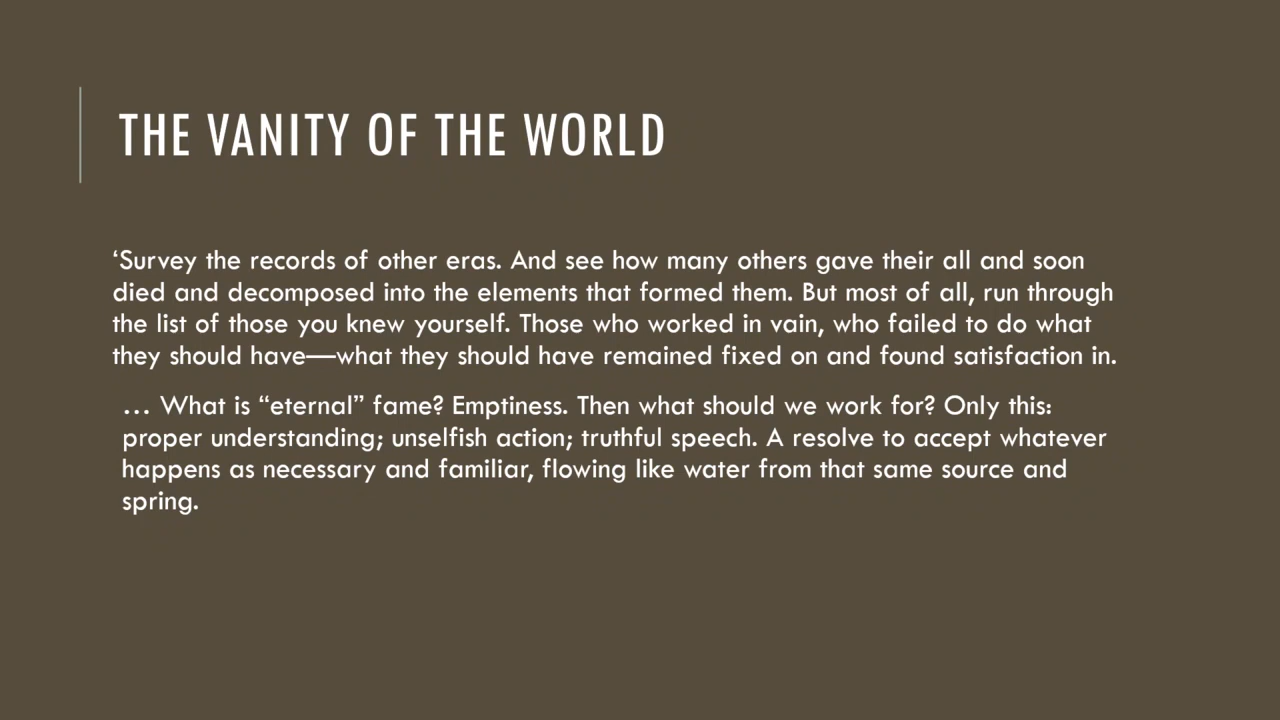 THE VANITY OF THE WORLD
‘Survey the records of other eras. And see how many others gave their all and soon
died and decomposed into the elements that formed them. But most of all, run through
the list of those you knew yourself. Those who worked in vain, who failed to do what
they should have—what they should have remained fixed on and found satisfaction in.
… What is “eternal” fame? Emptiness. Then what should we work for? Only this:
proper understanding; unselfish action; truthful speech. A resolve to accept whatever
happens as necessary and familiar, flowing like water from that same source and
spring.